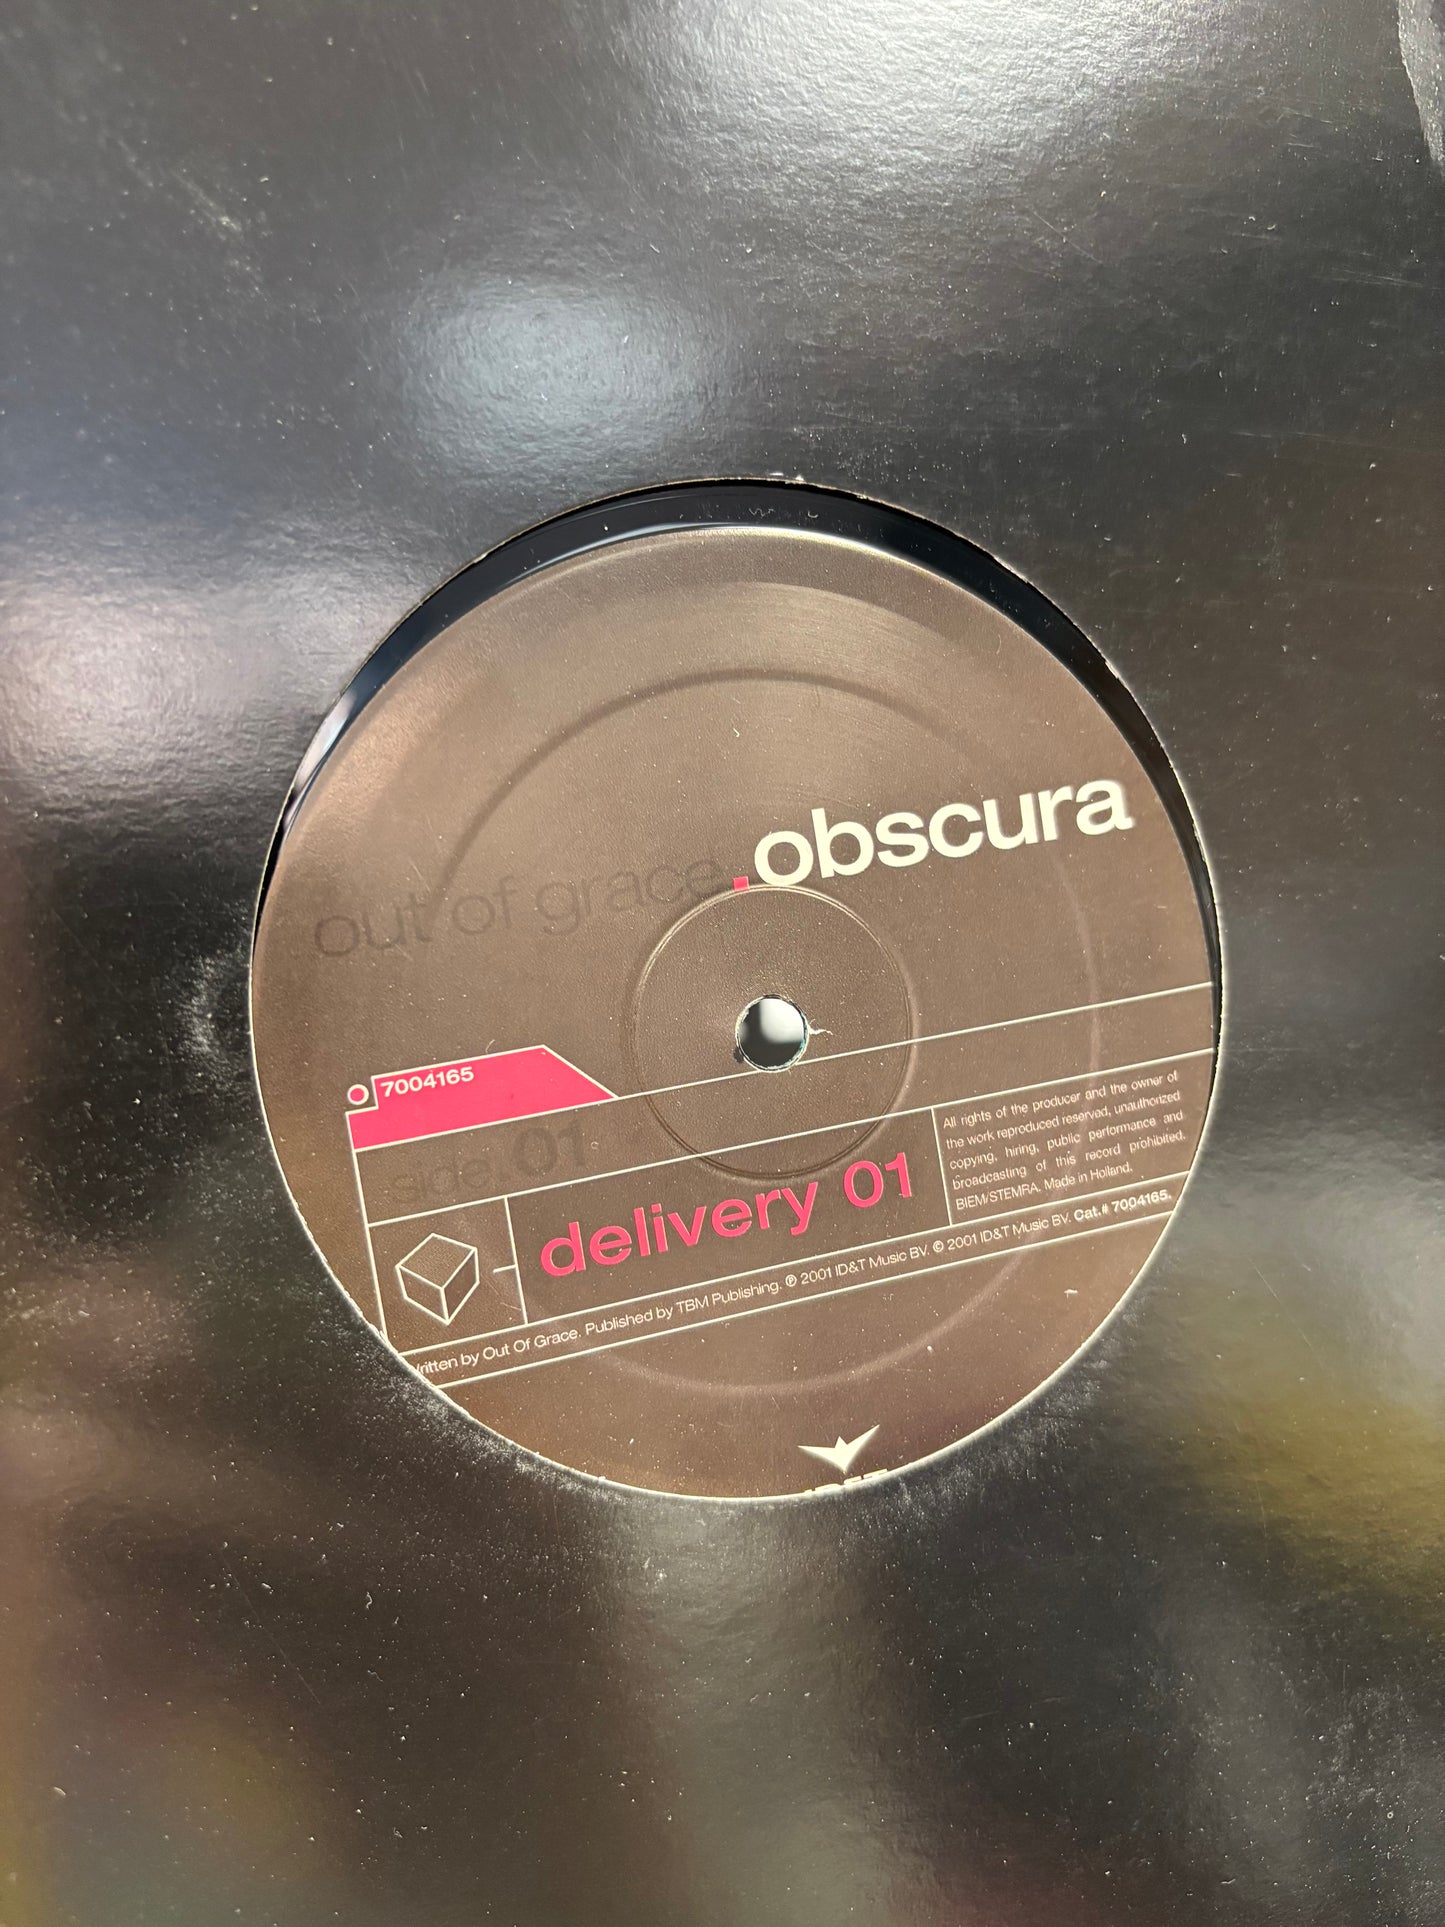 out of grace.obscura
7004165
side.01
delivery 01
All rights of the producer and the owner of
the work reproduced reserved, unauthorized
copying, hiring, public performance and
broadcasting of this record prohibited.
BIEM/STEMRA. Made in Holland.
by Out Of Grace. Published by TBM Publishing. ℗ 2001 ID&T Music BV. © 2001 ID&T Music BV. Cat.# 7004165.